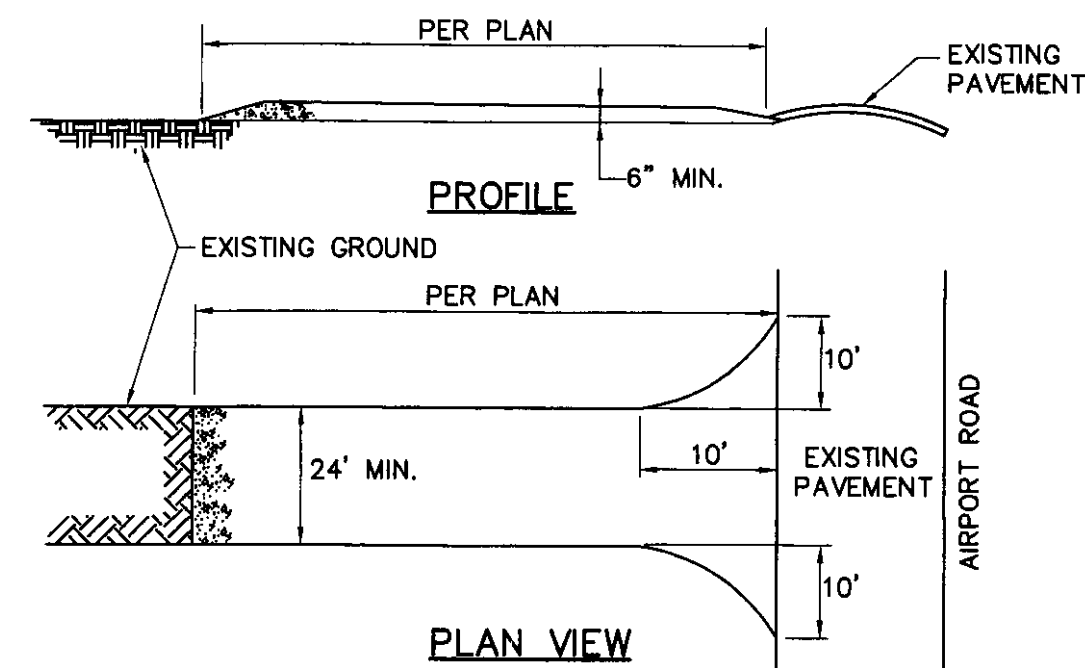 PER PLAN
EXISTING
PAVEMENT
6" MIN.
PROFILE
EXISTING GROUND
PER PLAN
10'
24' MIN.
10'
EXISTING
PAVEMENT
AIRPORT ROAD
10'
PLAN VIEW